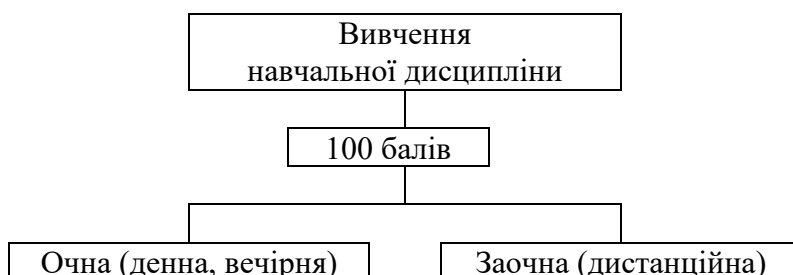 Вивчення
навчальної дисципліни
100 балів
Очна (денна, вечірня)
Заочна (дистанційна)